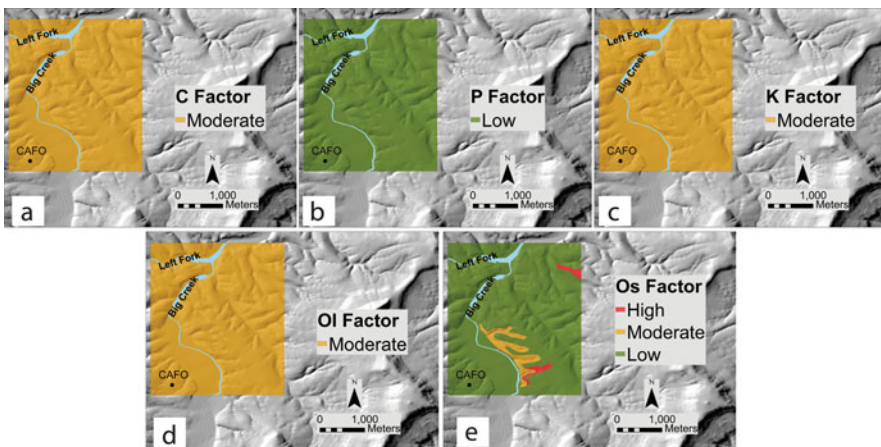 Left Fork
Big Creek
CAFO
C Factor
Moderate
N
0 1,000
Meters
a
Left Fork
Big Creek
CAFO
P Factor
Low
N
0 1,000
Meters
b
Left Fork
Big Creek
CAFO
K Factor
Moderate
N
0 1,000
Meters
c
Left Fork
Big Creek
CAFO
Ol Factor
Moderate
N
0 1,000
Meters
d
Left Fork
Big Creek
CAFO
Os Factor
High
Moderate
Low
N
0 1,000
Meters
e